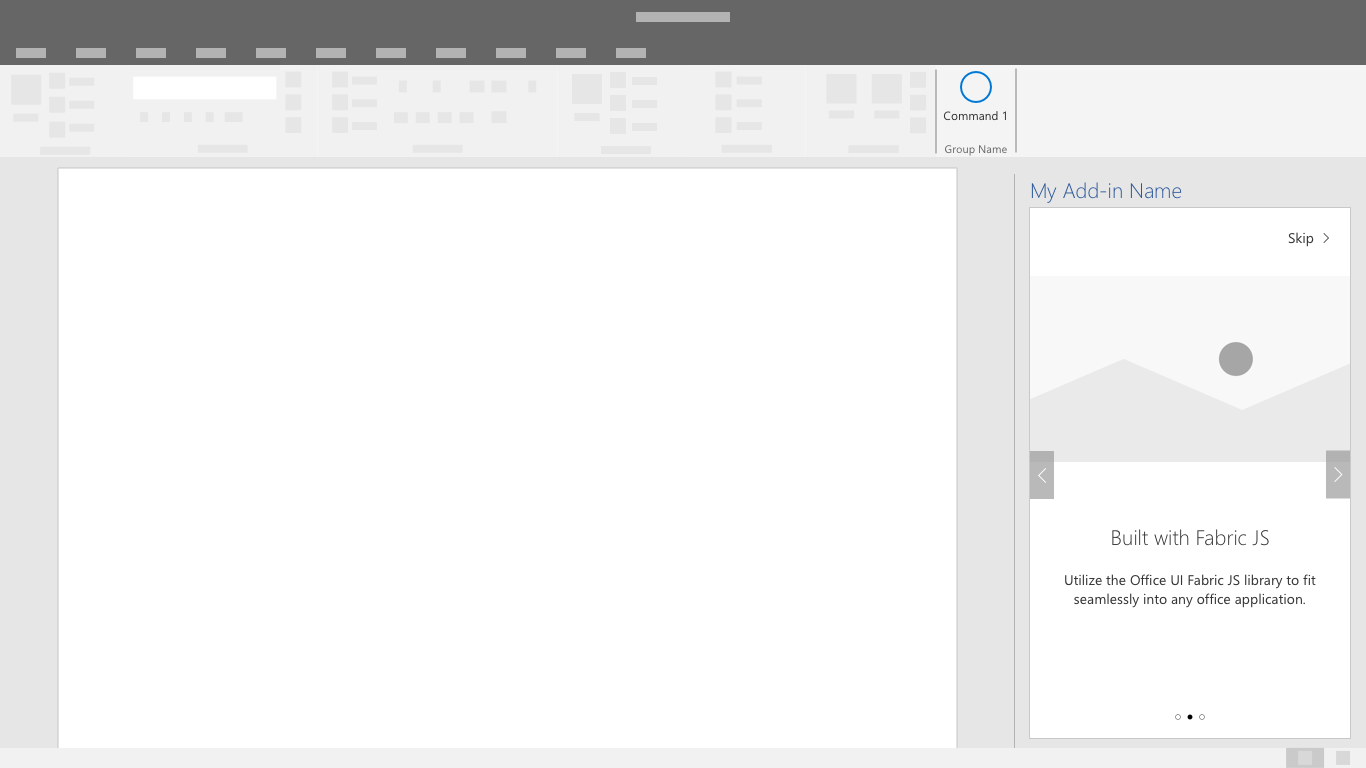 Command 1
Group Name
My Add-in Name
Skip
Built with Fabric JS
Utilize the Office UI Fabric JS library to fit
seamlessly into any office application.